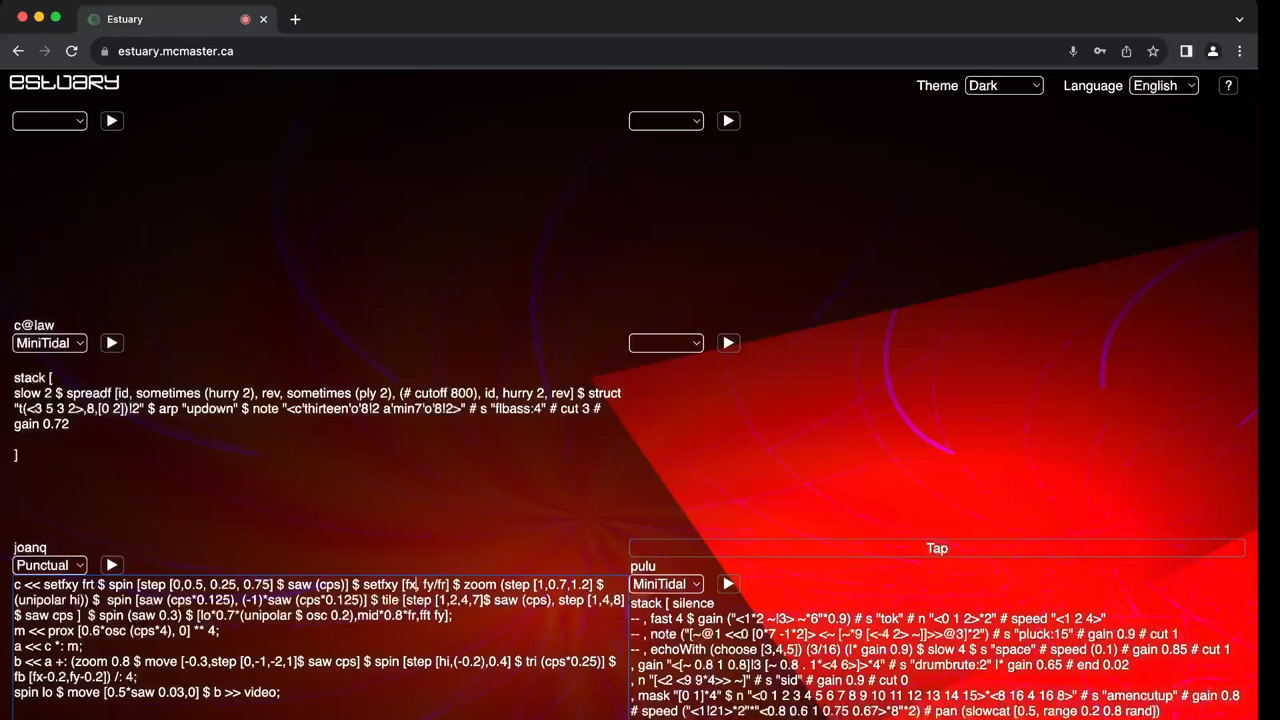 Estuary
estuary.mcmaster.ca
ESTUARY
Theme Dark Language English ?
c@law
MiniTidal
stack [
slow 2 $ spreadf [id, sometimes (hurry 2), rev, sometimes (ply 2), (# cutoff 800), id, hurry 2, rev] $ struct
"t(<3 5 3 2>,8,[0 2])!2" $ arp "updown" $ note "<c'thirteen'o'8!2 a'min7'o'8!2>" # s "flbass:4" # cut 3 #
gain 0.72
]
joanq
Punctual
c << setfxy frt $ spin [step [0,0.5, 0.25, 0.75] $ saw (cps)] $ setfxy [fx, fy/fr] $ zoom (step [1,0.7,1.2] $
(unipolar hi)) $ spin [saw (cps*0.125), (-1)*saw (cps*0.125)] $ tile [step [1,2,4,7]$ saw (cps), step [1,4,8]
$ saw cps ] $ spin (saw 0.3) $ [lo*0.7*(unipolar $ osc 0.2),mid*0.8*fr,fft fy];
m << prox [0.6*osc (cps*4), 0] ** 4;
a << c *: m;
b << a +: (zoom 0.8 $ move [-0.3,step [0,-1,-2,1]$ saw cps] $ spin [step [hi,(-0.2),0.4] $ tri (cps*0.25)] $
fb [fx-0.2,fy-0.2]) /: 4;
spin lo $ move [0.5*saw 0.03,0] $ b >> video;
Tap
pulu
MiniTidal
stack [ silence
-- , fast 4 $ gain ("<1*2 ~!3> ~*6"*0.9) # s "tok" # n "<0 1 2>*2" # speed "<1 2 4>"
-- , note ("[~@1 <<0 [0*7 -1*2]> <~ [~*9 [<-4 2> ~]]>>@3]*2") # s "pluck:15" # gain 0.9 # cut 1
-- , echoWith (choose [3,4,5]) (3/16) (|* gain 0.9) $ slow 4 $ s "space" # speed (0.1) # gain 0.85 # cut 1
, gain "<[~ 0.8 1 0.8]!3 [~ 0.8 . 1*<4 6>]>*4" # s "drumbrute:2" |* gain 0.65 # end 0.02
, n "[<2 <9 9*4>> ~]" # s "sid" # gain 0.9 # cut 0
, mask "[0 1]*4" $ n "<0 1 2 3 4 5 6 7 8 9 10 11 12 13 14 15>*<8 16 4 16 8>" # s "amencutup" # gain 0.8
# speed ("<1!21>*2"*"<0.8 0.6 1 0.75 0.67>*8"*2) # pan (slowcat [0.5, range 0.2 0.8 rand])